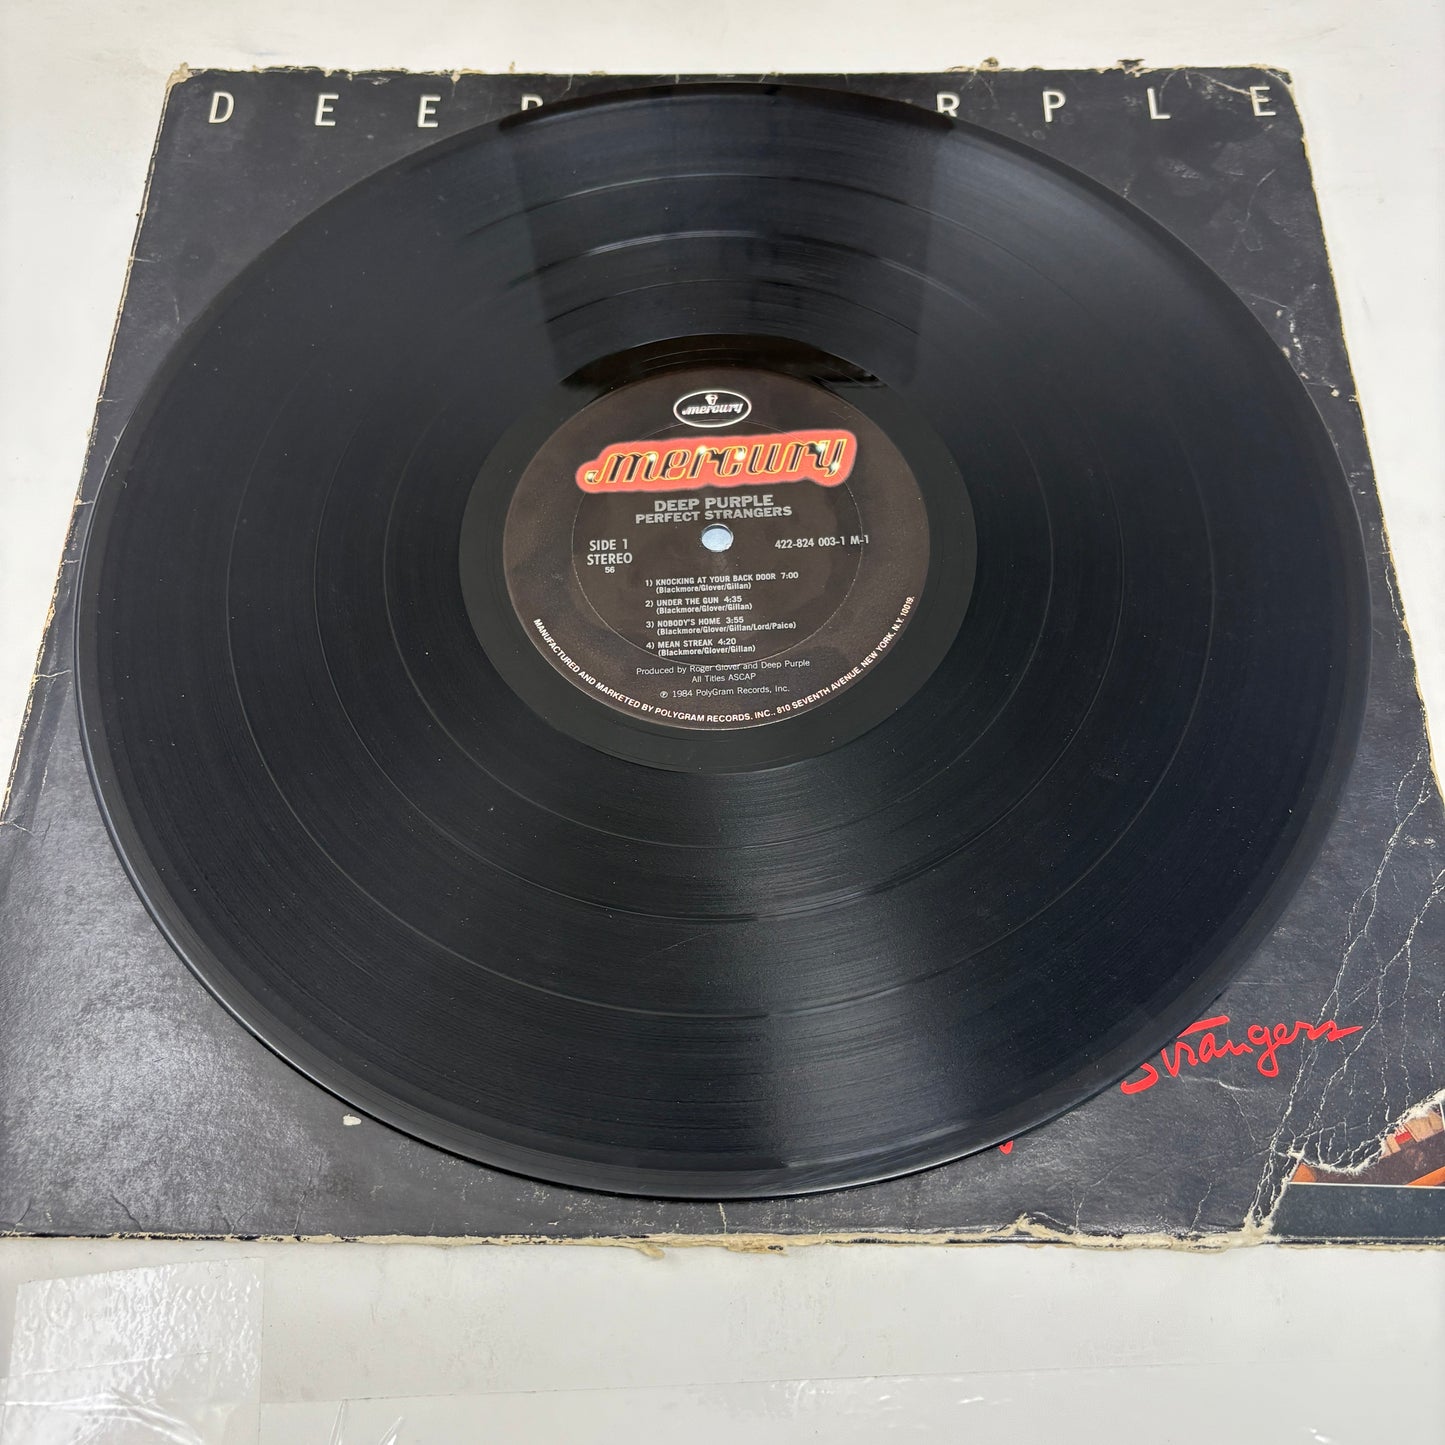 DEEP PURPLE
mercury
mercury
DEEP PURPLE
PERFECT STRANGERS
SIDE 1
STEREO
56
422-824 003-1 M-1
1) KNOCKING AT YOUR BACK DOOR 7:00
(Blackmore/Glover/Gillan)
2) UNDER THE GUN 4:35
(Blackmore/Glover/Gillan)
3) NOBODY'S HOME 3:55
(Blackmore/Glover/Gillan/Lord/Paice)
4) MEAN STREAK 4:20
(Blackmore/Glover/Gillan)
Produced by Roger Glover and Deep Purple
All Titles ASCAP
℗ 1984 PolyGram Records, Inc.
MANUFACTURED AND MARKETED BY POLYGRAM RECORDS, INC., 810 SEVENTH AVENUE, NEW YORK, N.Y. 10019.
Strangers